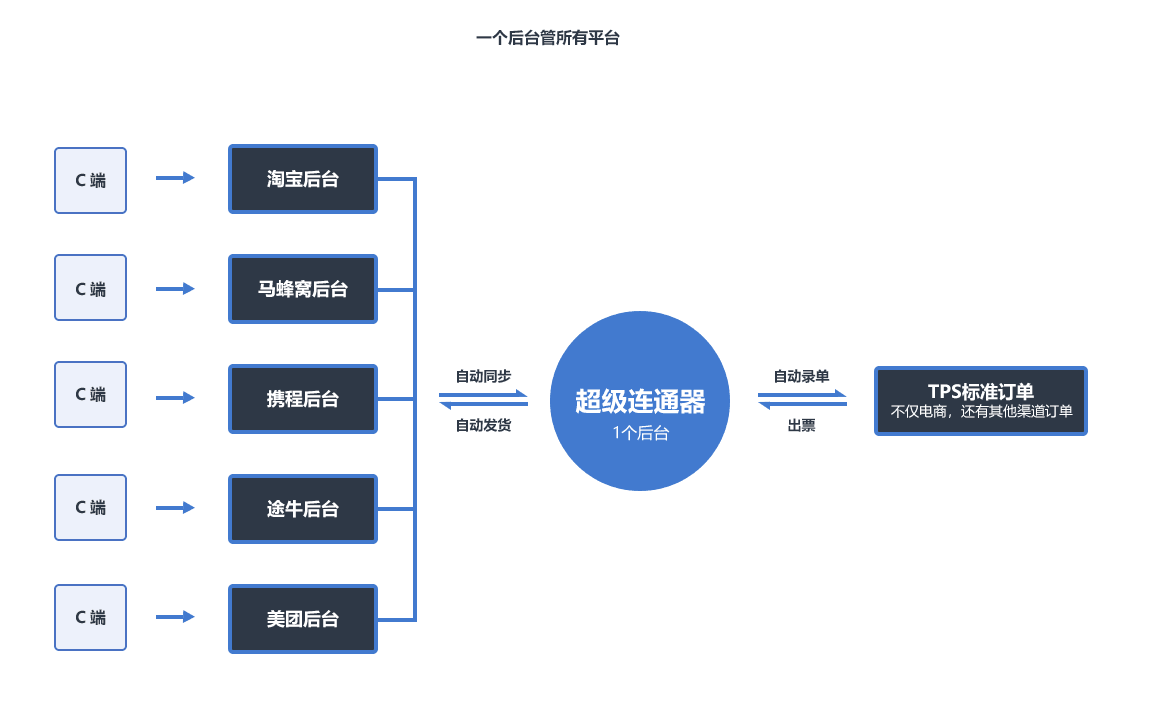 一个后台管所有平台
C 端
淘宝后台
C 端
马蜂窝后台
C 端
携程后台
C 端
途牛后台
C 端
美团后台
自动同步
自动发货
超级连通器
1个后台
自动录单
出票
TPS标准订单
不仅电商，还有其他渠道订单